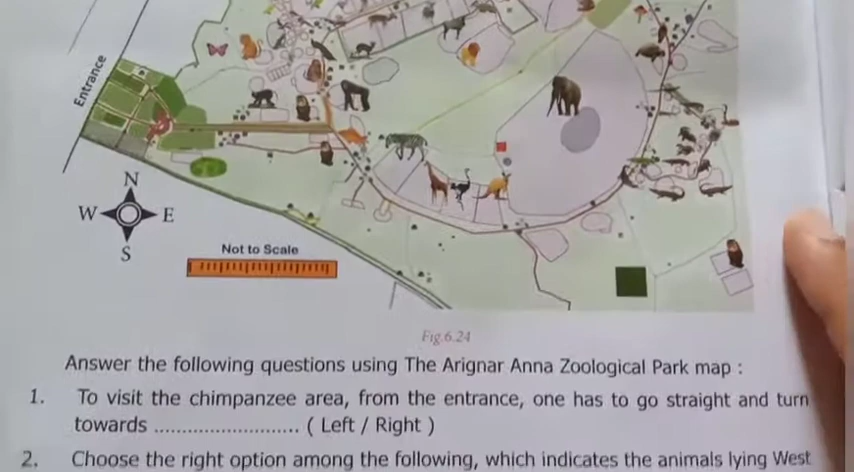 Entrance
N
W E
S
Not to Scale
Fig.6.24
Answer the following questions using The Arignar Anna Zoological Park map :
1. To visit the chimpanzee area, from the entrance, one has to go straight and turn
towards ........................ ( Left / Right )
2. Choose the right option among the following, which indicates the animals lying West